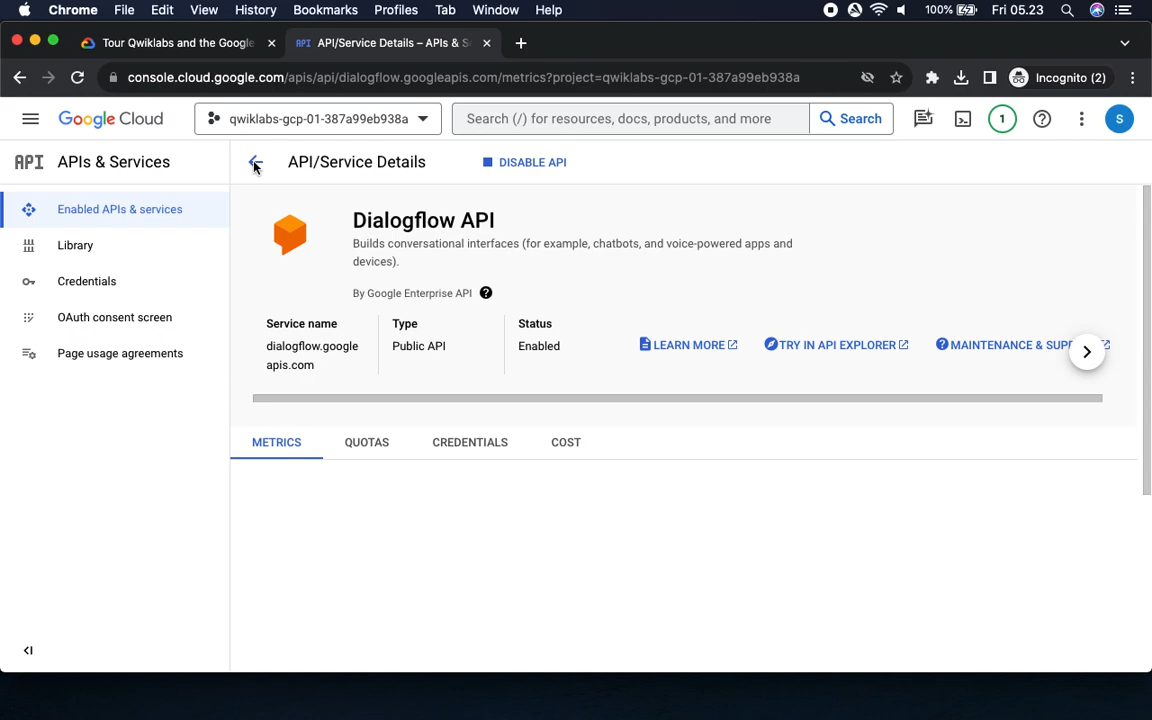 Chrome File Edit View History Bookmarks Profiles Tab Window Help 100% Fri 05.23
Tour Qwiklabs and the Google API API/Service Details – APIs & S
console.cloud.google.com/apis/api/dialogflow.googleapis.com/metrics?project=qwiklabs-gcp-01-387a99eb938a Incognito (2)
Google Cloud qwiklabs-gcp-01-387a99eb938a Search (/) for resources, docs, products, and more Search 1 S
API APIs & Services API/Service Details DISABLE API
Enabled APIs & services
Library
Credentials
OAuth consent screen
Page usage agreements
Dialogflow API
Builds conversational interfaces (for example, chatbots, and voice-powered apps and
devices).
By Google Enterprise API
Service name Type Status
dialogflow.google Public API Enabled LEARN MORE TRY IN API EXPLORER MAINTENANCE & SUP
apis.com
METRICS QUOTAS CREDENTIALS COST